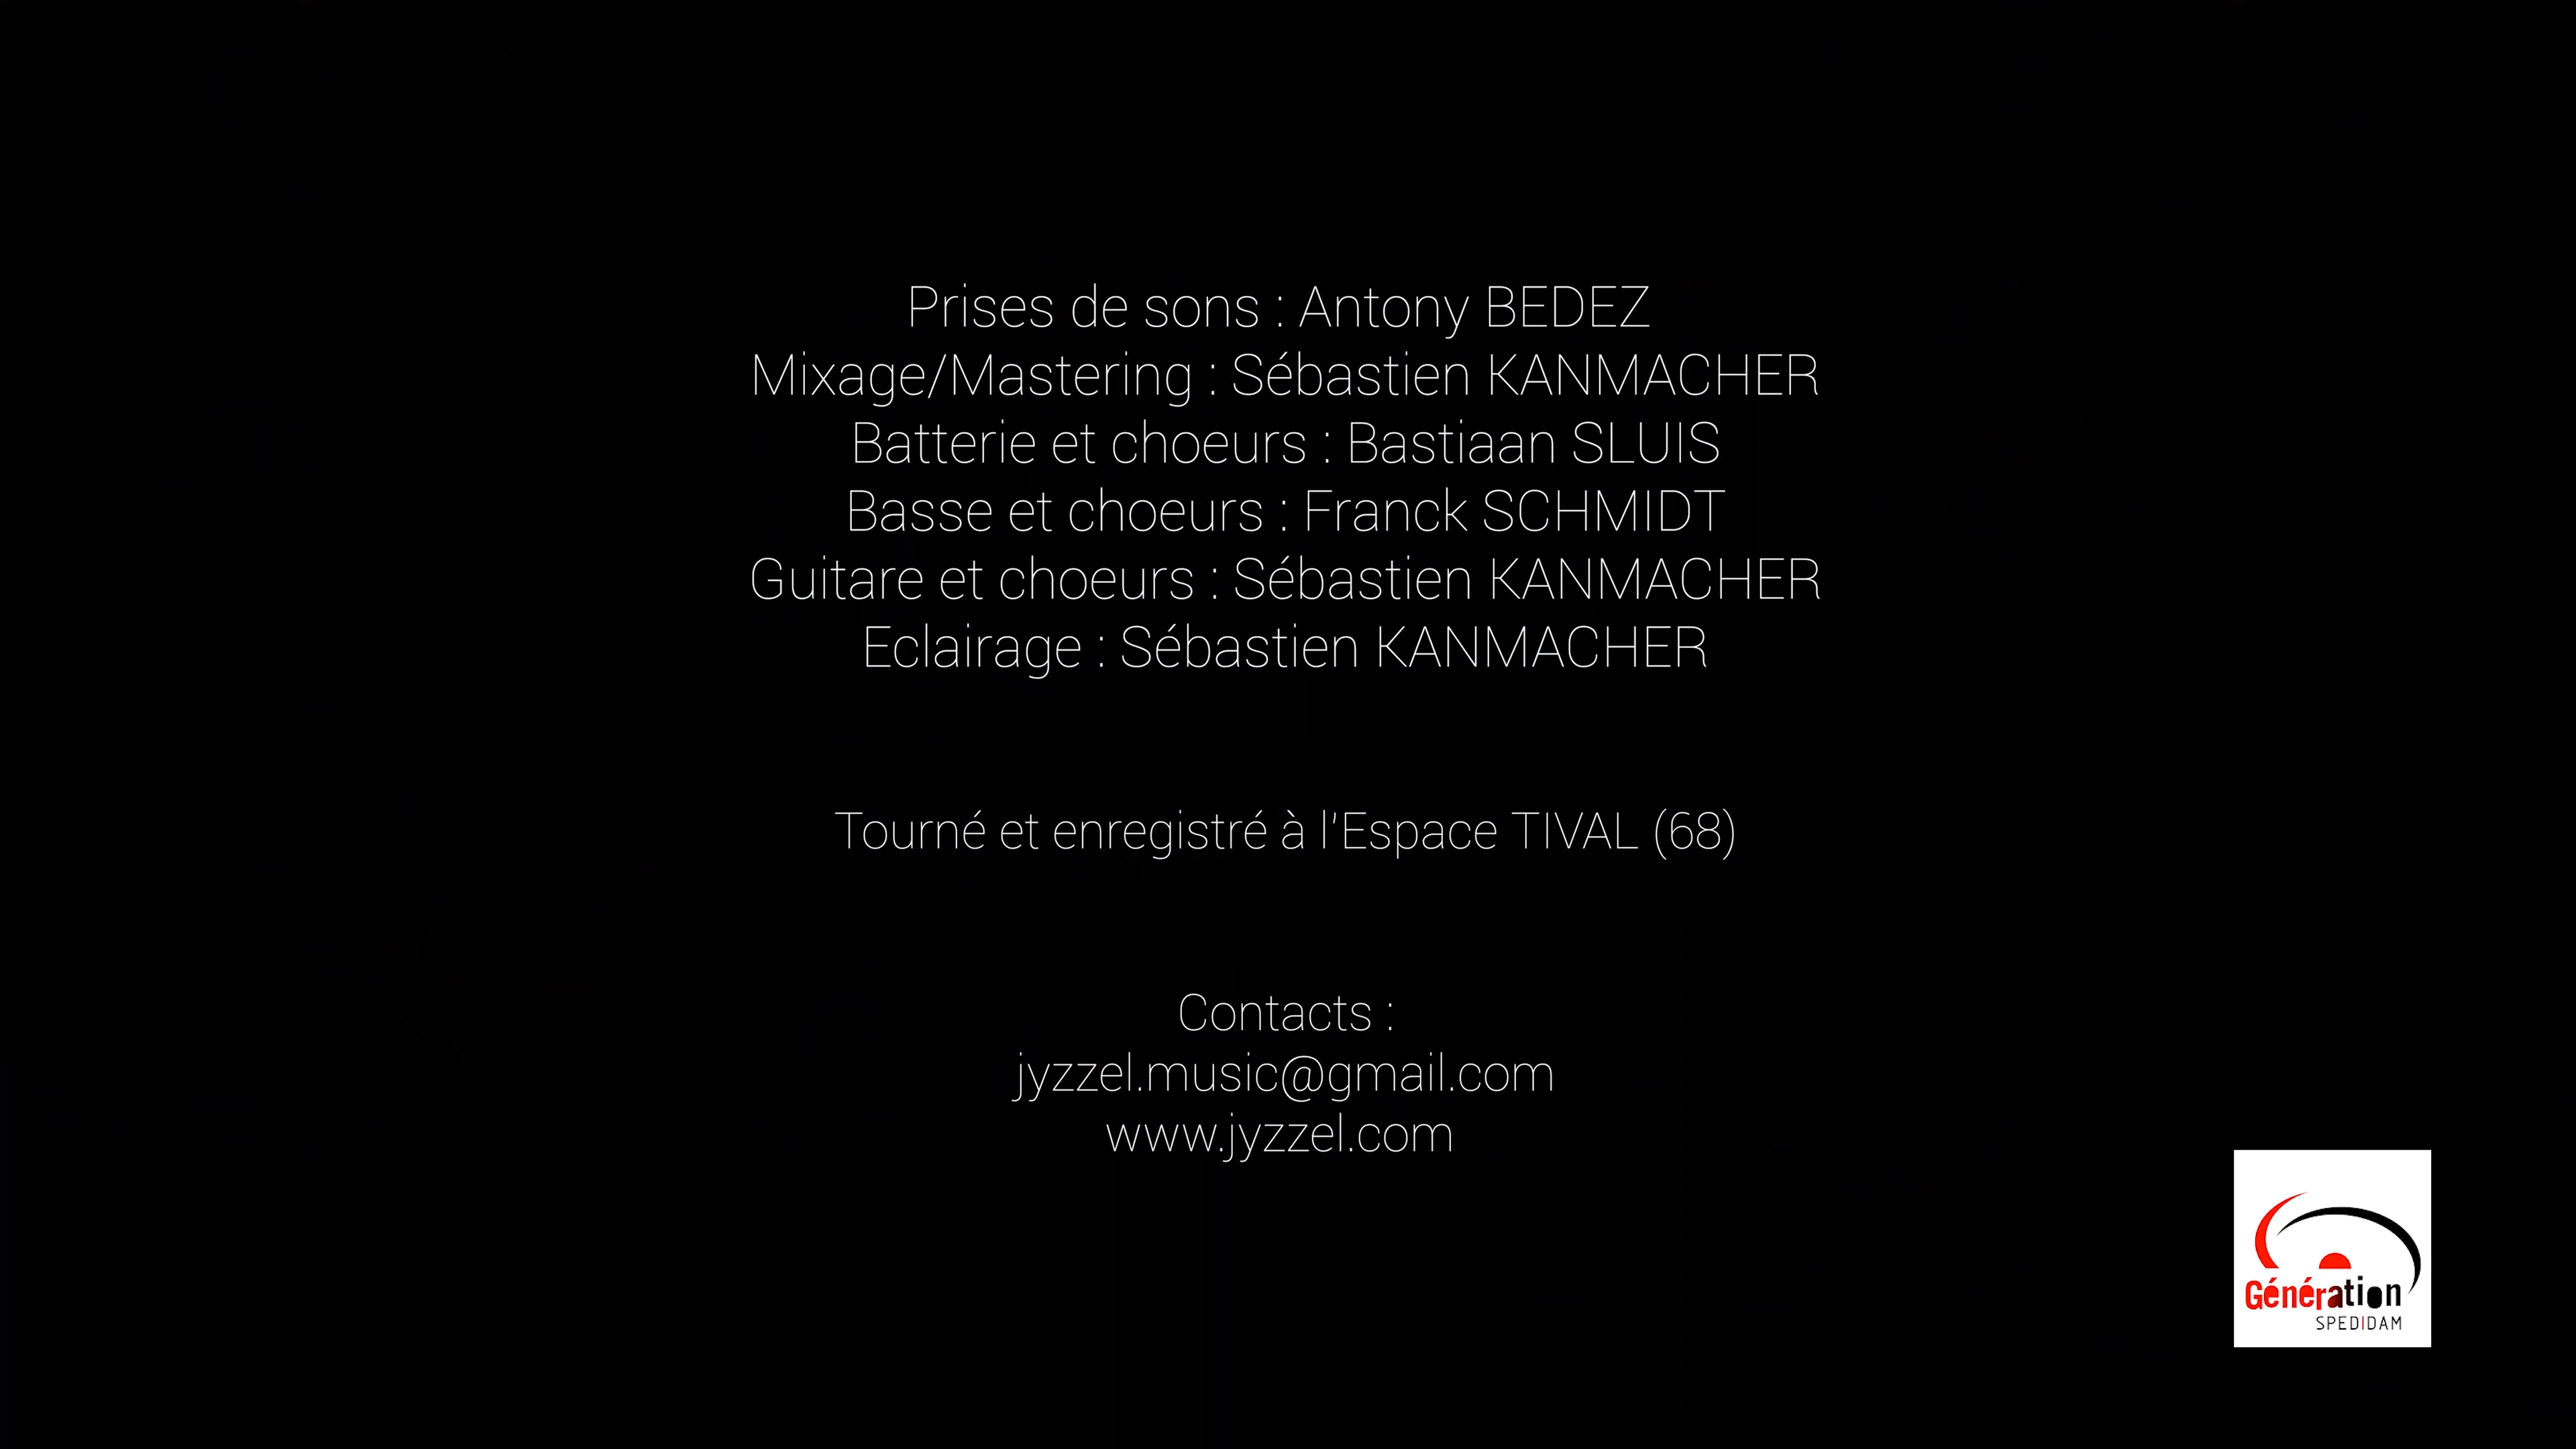 Prises de sons : Antony BEDEZ
Mixage/Mastering : Sébastien KANMACHER
Batterie et choeurs : Bastiaan SLUIS
Basse et choeurs : Franck SCHMIDT
Guitare et choeurs : Sébastien KANMACHER
Eclairage : Sébastien KANMACHER
Tourné et enregistré à l'Espace TIVAL (68)
Contacts :
jyzzel.music@gmail.com
www.jyzzel.com
Génération
SPEDIDAM